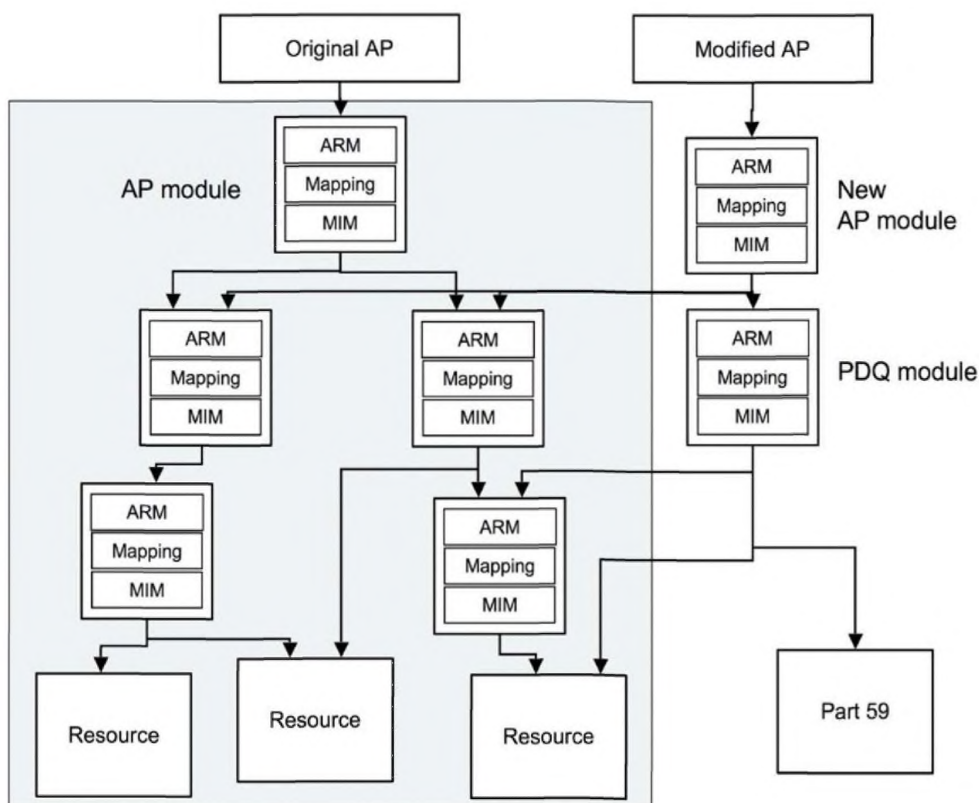 Original AP
Modified AP
AP module
ARM
Mapping
MIM
ARM
Mapping
MIM
New
AP module
ARM
Mapping
MIM
ARM
Mapping
MIM
ARM
Mapping
MIM
PDQ module
ARM
Mapping
MIM
ARM
Mapping
MIM
Resource
Resource
Resource
Part 59